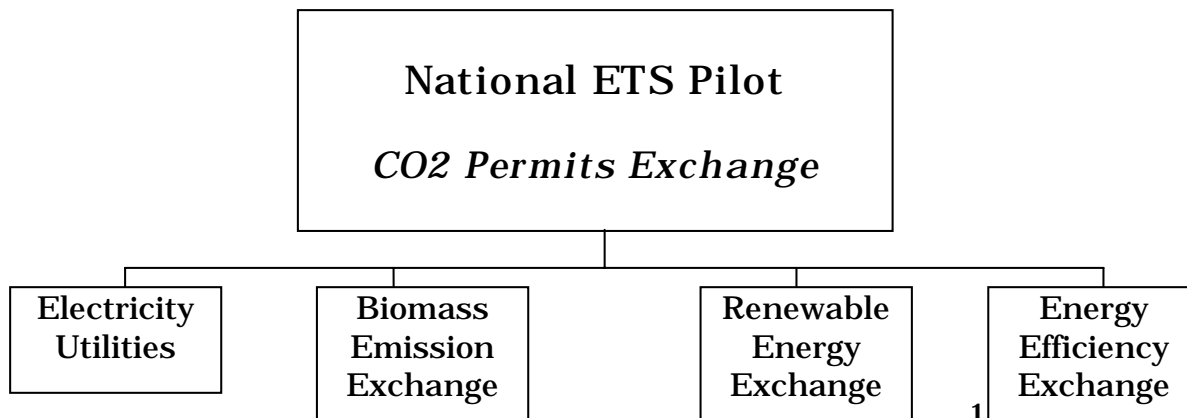 National ETS Pilot
CO2 Permits Exchange
Electricity
Utilities
Biomass
Emission
Exchange
Renewable
Energy
Exchange
Energy
Efficiency
Exchange
1